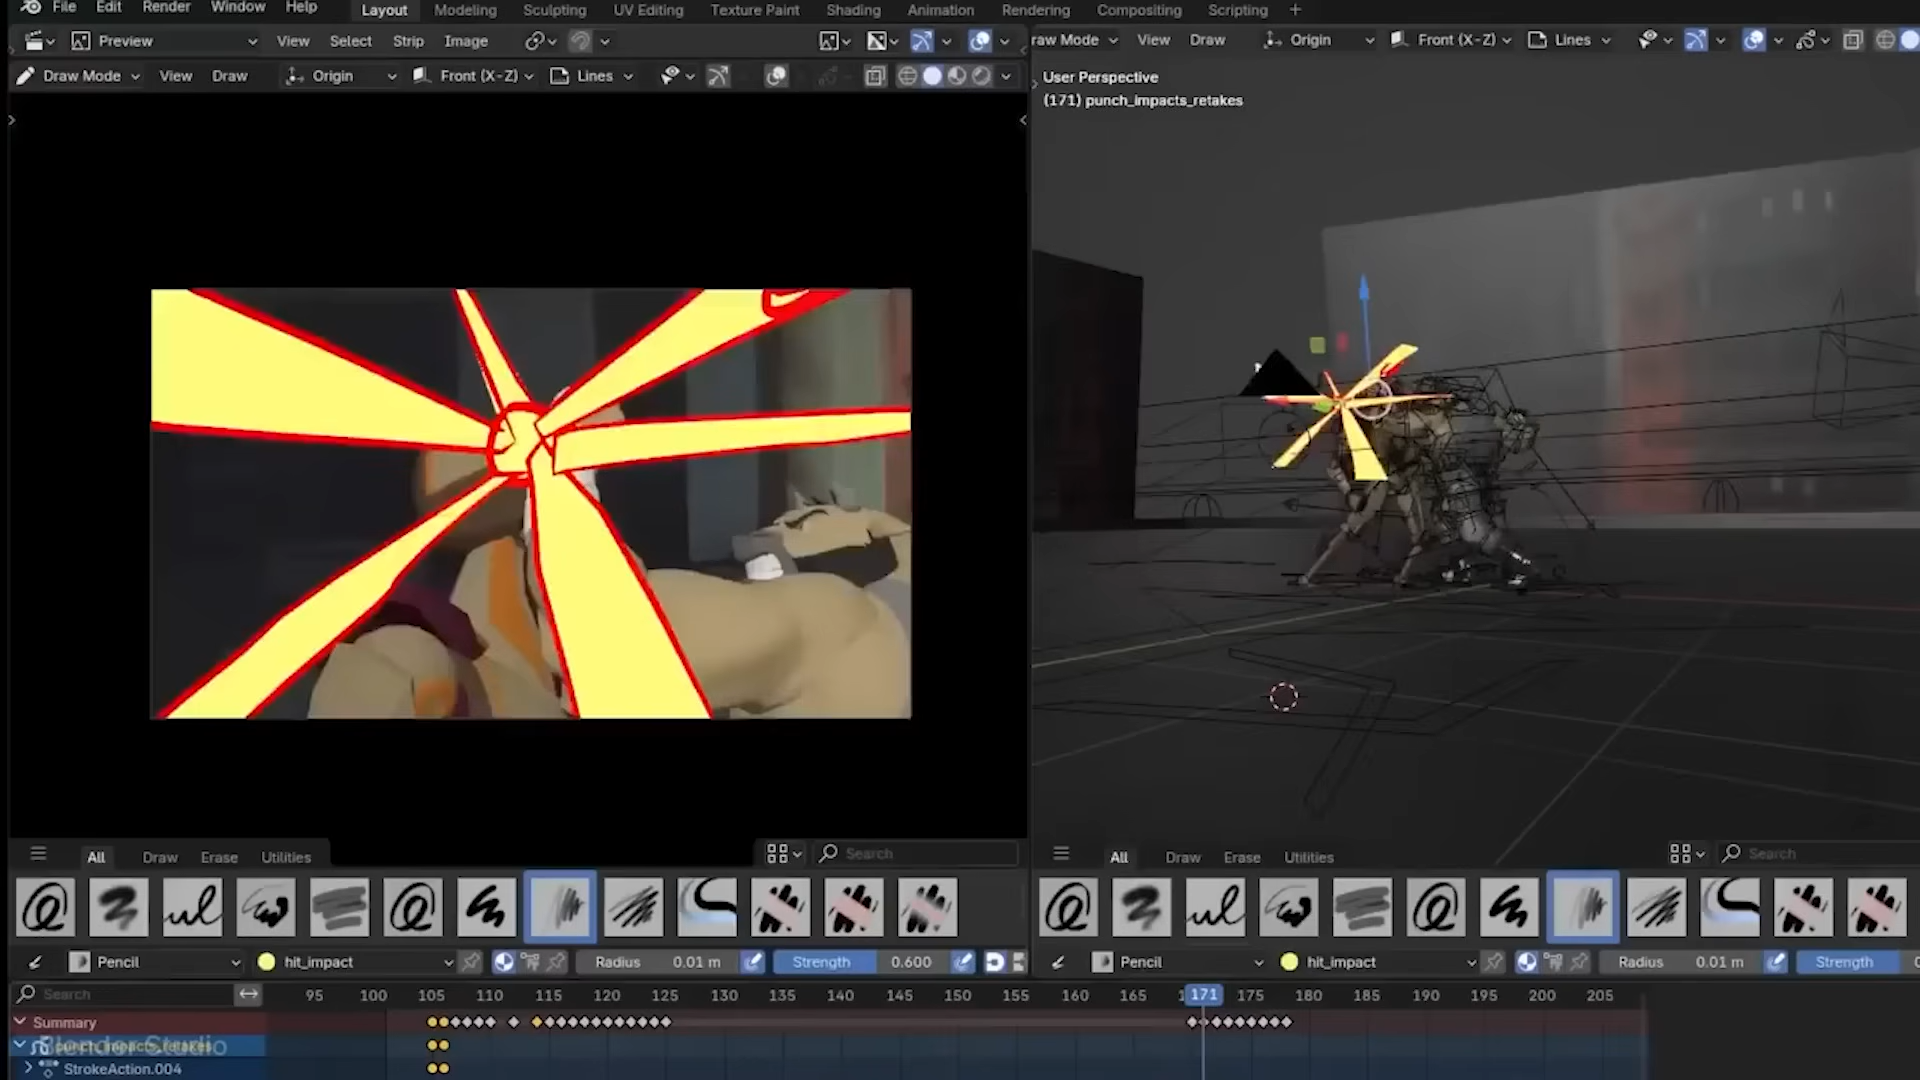 File Edit Render Window Help Layout Modeling Sculpting UV Editing Texture Paint Shading Animation Rendering Compositing Scripting +
Preview View Select Strip Image
raw Mode View Draw Origin Front (X-Z) Lines
Draw Mode View Draw Origin Front (X-Z) Lines
User Perspective
(171) punch_impacts_retakes
All Draw Erase Utilities Search
All Draw Erase Utilities Search
Pencil hit_impact Radius 0.01 m Strength 0.600
Pencil hit_impact Radius 0.01 m Strength
Search 95 100 105 110 115 120 125 130 135 140 145 150 155 160 165 171 175 180 185 190 195 200 205
Summary
punch_impacts_retakes
Blender Studio
StrokeAction.004